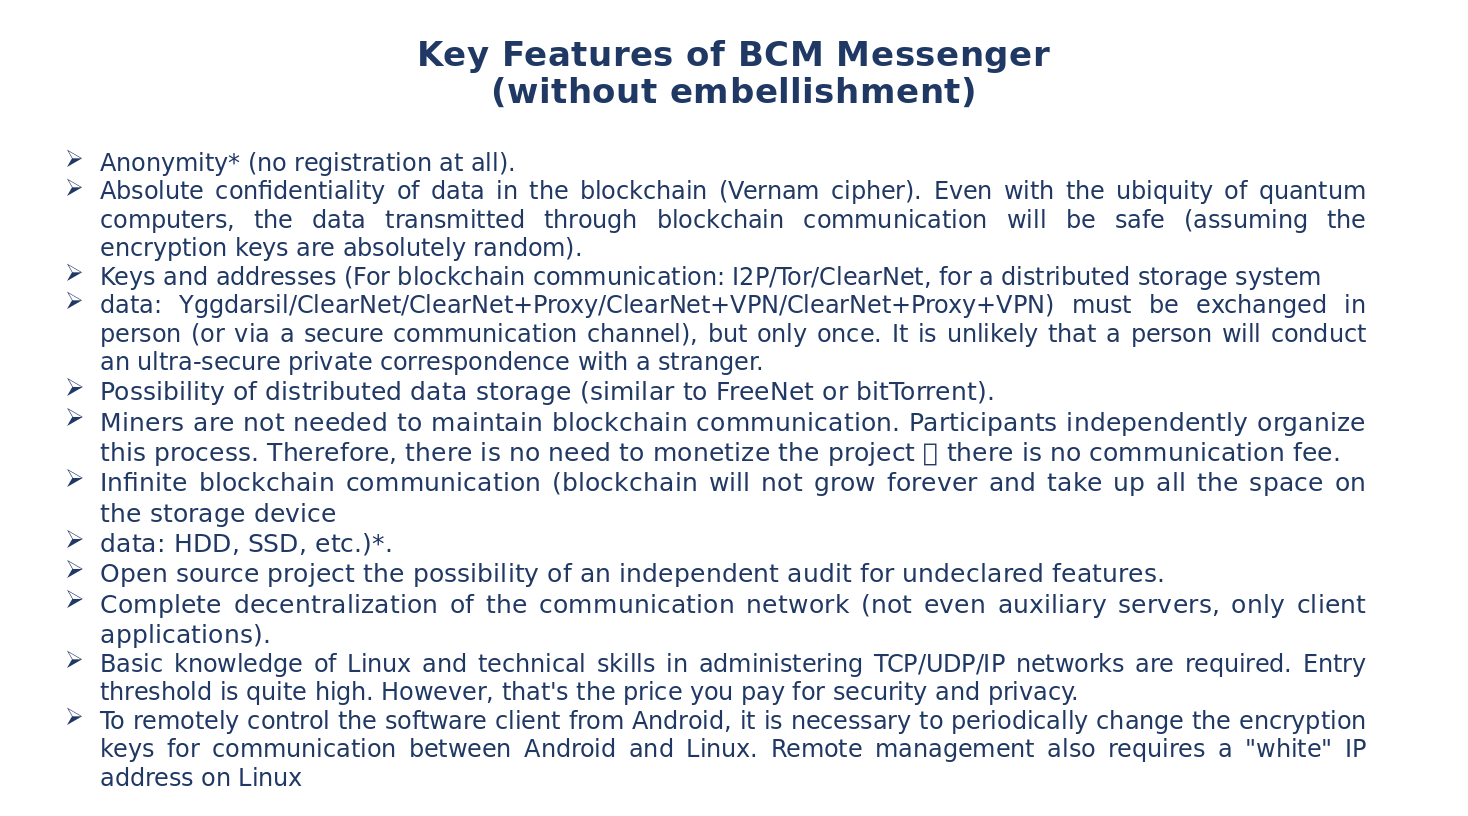 Key Features of BCM Messenger
(without embellishment)
➢ Anonymity* (no registration at all).
➢ Absolute confidentiality of data in the blockchain (Vernam cipher). Even with the ubiquity of quantum
computers, the data transmitted through blockchain communication will be safe (assuming the
encryption keys are absolutely random).
➢ Keys and addresses (For blockchain communication: I2P/Tor/ClearNet, for a distributed storage system
➢ data: Yggdarsil/ClearNet/ClearNet+Proxy/ClearNet+VPN/ClearNet+Proxy+VPN) must be exchanged in
person (or via a secure communication channel), but only once. It is unlikely that a person will conduct
an ultra-secure private correspondence with a stranger.
➢ Possibility of distributed data storage (similar to FreeNet or bitTorrent).
➢ Miners are not needed to maintain blockchain communication. Participants independently organize
this process. Therefore, there is no need to monetize the project  there is no communication fee.
➢ Infinite blockchain communication (blockchain will not grow forever and take up all the space on
the storage device
➢ data: HDD, SSD, etc.)*.
➢ Open source project the possibility of an independent audit for undeclared features.
➢ Complete decentralization of the communication network (not even auxiliary servers, only client
applications).
➢ Basic knowledge of Linux and technical skills in administering TCP/UDP/IP networks are required. Entry
threshold is quite high. However, that's the price you pay for security and privacy.
➢ To remotely control the software client from Android, it is necessary to periodically change the encryption
keys for communication between Android and Linux. Remote management also requires a "white" IP
address on Linux